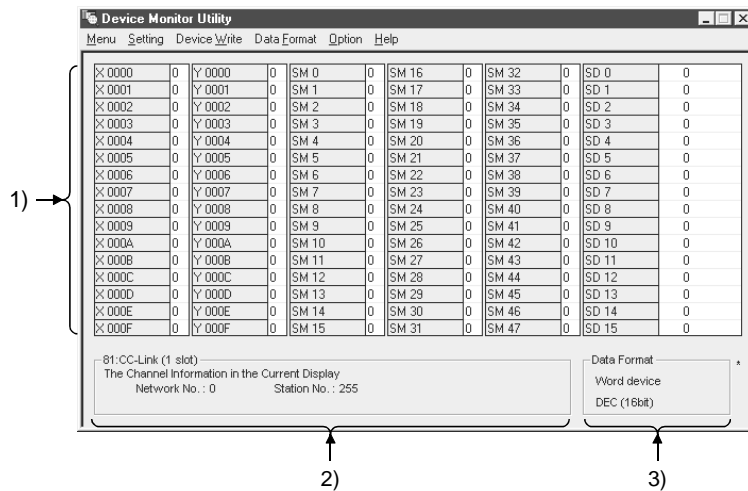 Device Monitor Utility
Menu Setting Device Write Data Format Option Help
X 0000 0 Y 0000 0 SM 0 0 SM 16 0 SM 32 0 SD 0 0
X 0001 0 Y 0001 0 SM 1 0 SM 17 0 SM 33 0 SD 1 0
X 0002 0 Y 0002 0 SM 2 0 SM 18 0 SM 34 0 SD 2 0
X 0003 0 Y 0003 0 SM 3 0 SM 19 0 SM 35 0 SD 3 0
X 0004 0 Y 0004 0 SM 4 0 SM 20 0 SM 36 0 SD 4 0
X 0005 0 Y 0005 0 SM 5 0 SM 21 0 SM 37 0 SD 5 0
X 0006 0 Y 0006 0 SM 6 0 SM 22 0 SM 38 0 SD 6 0
X 0007 0 Y 0007 0 SM 7 0 SM 23 0 SM 39 0 SD 7 0
1) X 0008 0 Y 0008 0 SM 8 0 SM 24 0 SM 40 0 SD 8 0
X 0009 0 Y 0009 0 SM 9 0 SM 25 0 SM 41 0 SD 9 0
X 000A 0 Y 000A 0 SM 10 0 SM 26 0 SM 42 0 SD 10 0
X 000B 0 Y 000B 0 SM 11 0 SM 27 0 SM 43 0 SD 11 0
X 000C 0 Y 000C 0 SM 12 0 SM 28 0 SM 44 0 SD 12 0
X 000D 0 Y 000D 0 SM 13 0 SM 29 0 SM 45 0 SD 13 0
X 000E 0 Y 000E 0 SM 14 0 SM 30 0 SM 46 0 SD 14 0
X 000F 0 Y 000F 0 SM 15 0 SM 31 0 SM 47 0 SD 15 0
81:CC-Link (1 slot)
The Channel Information in the Current Display
Network No. : 0 Station No. : 255
Data Format *
Word device
DEC (16bit)
2) 3)